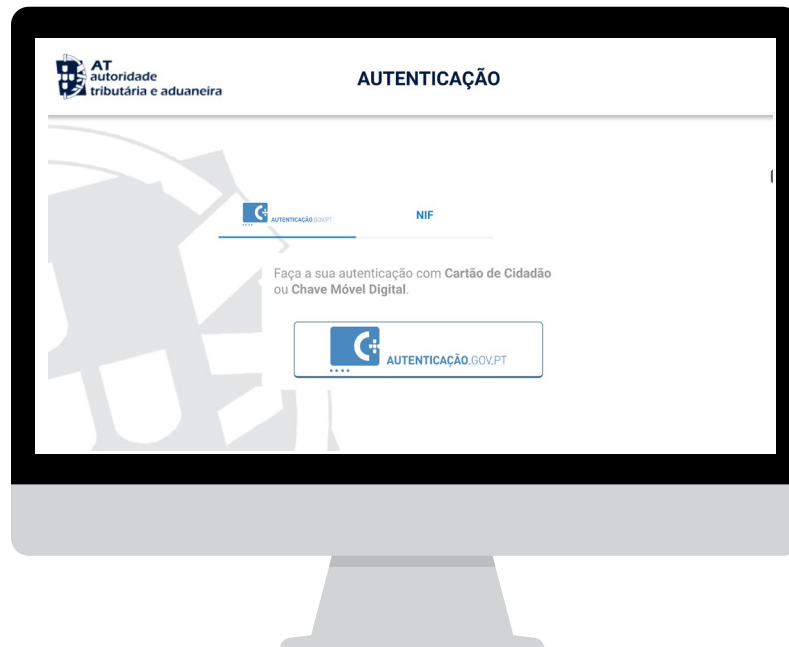 AT
autoridade
tributária e aduaneira
AUTENTICAÇÃO
AUTENTICAÇÃO.GOV.PT
NIF
Faça a sua autenticação com Cartão de Cidadão
ou Chave Móvel Digital.
AUTENTICAÇÃO.GOV.PT